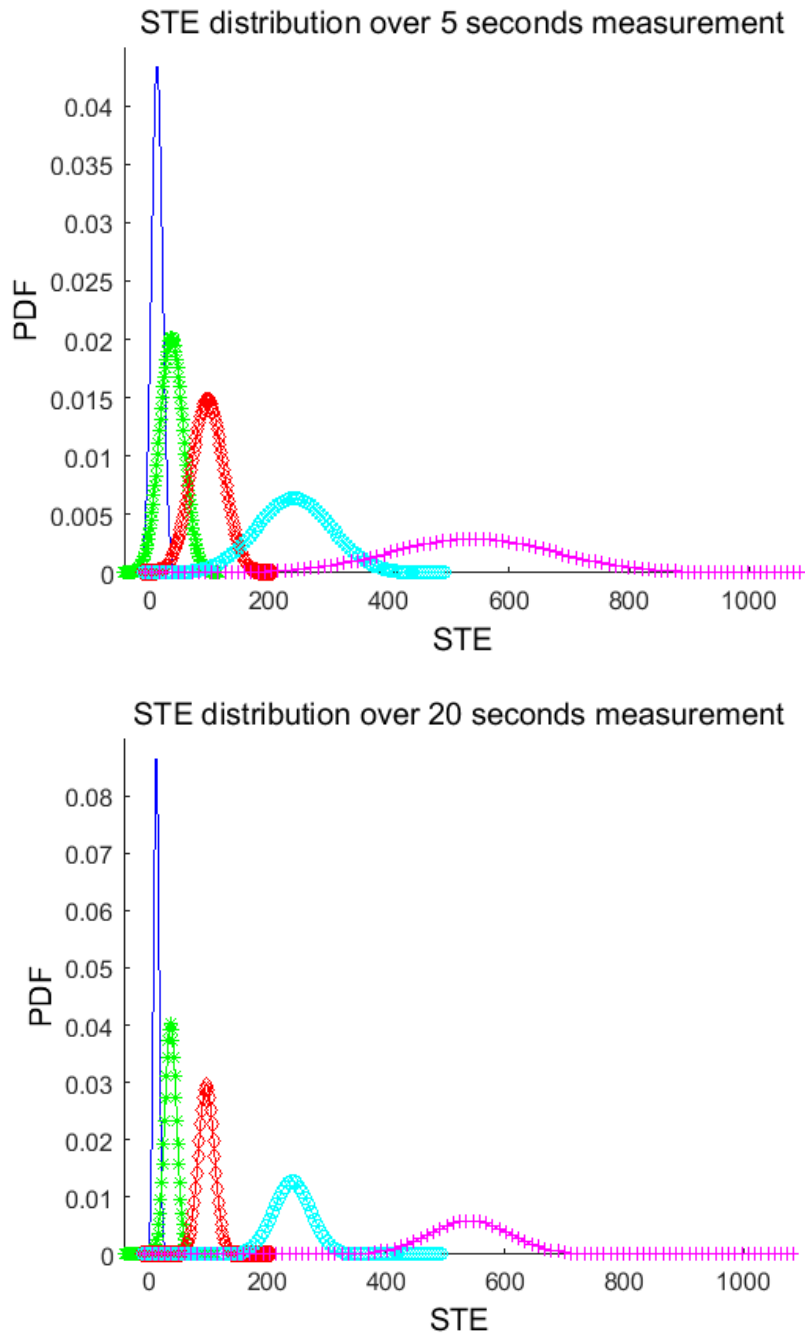 STE distribution over 5 seconds measurement
0.04
0.035
0.03
0.025
0.02
0.015
0.01
0.005
0
PDF
0 200 400 600 800 1000
STE
STE distribution over 20 seconds measurement
0.08
0.07
0.06
0.05
0.04
0.03
0.02
0.01
0
PDF
0 200 400 600 800 1000
STE